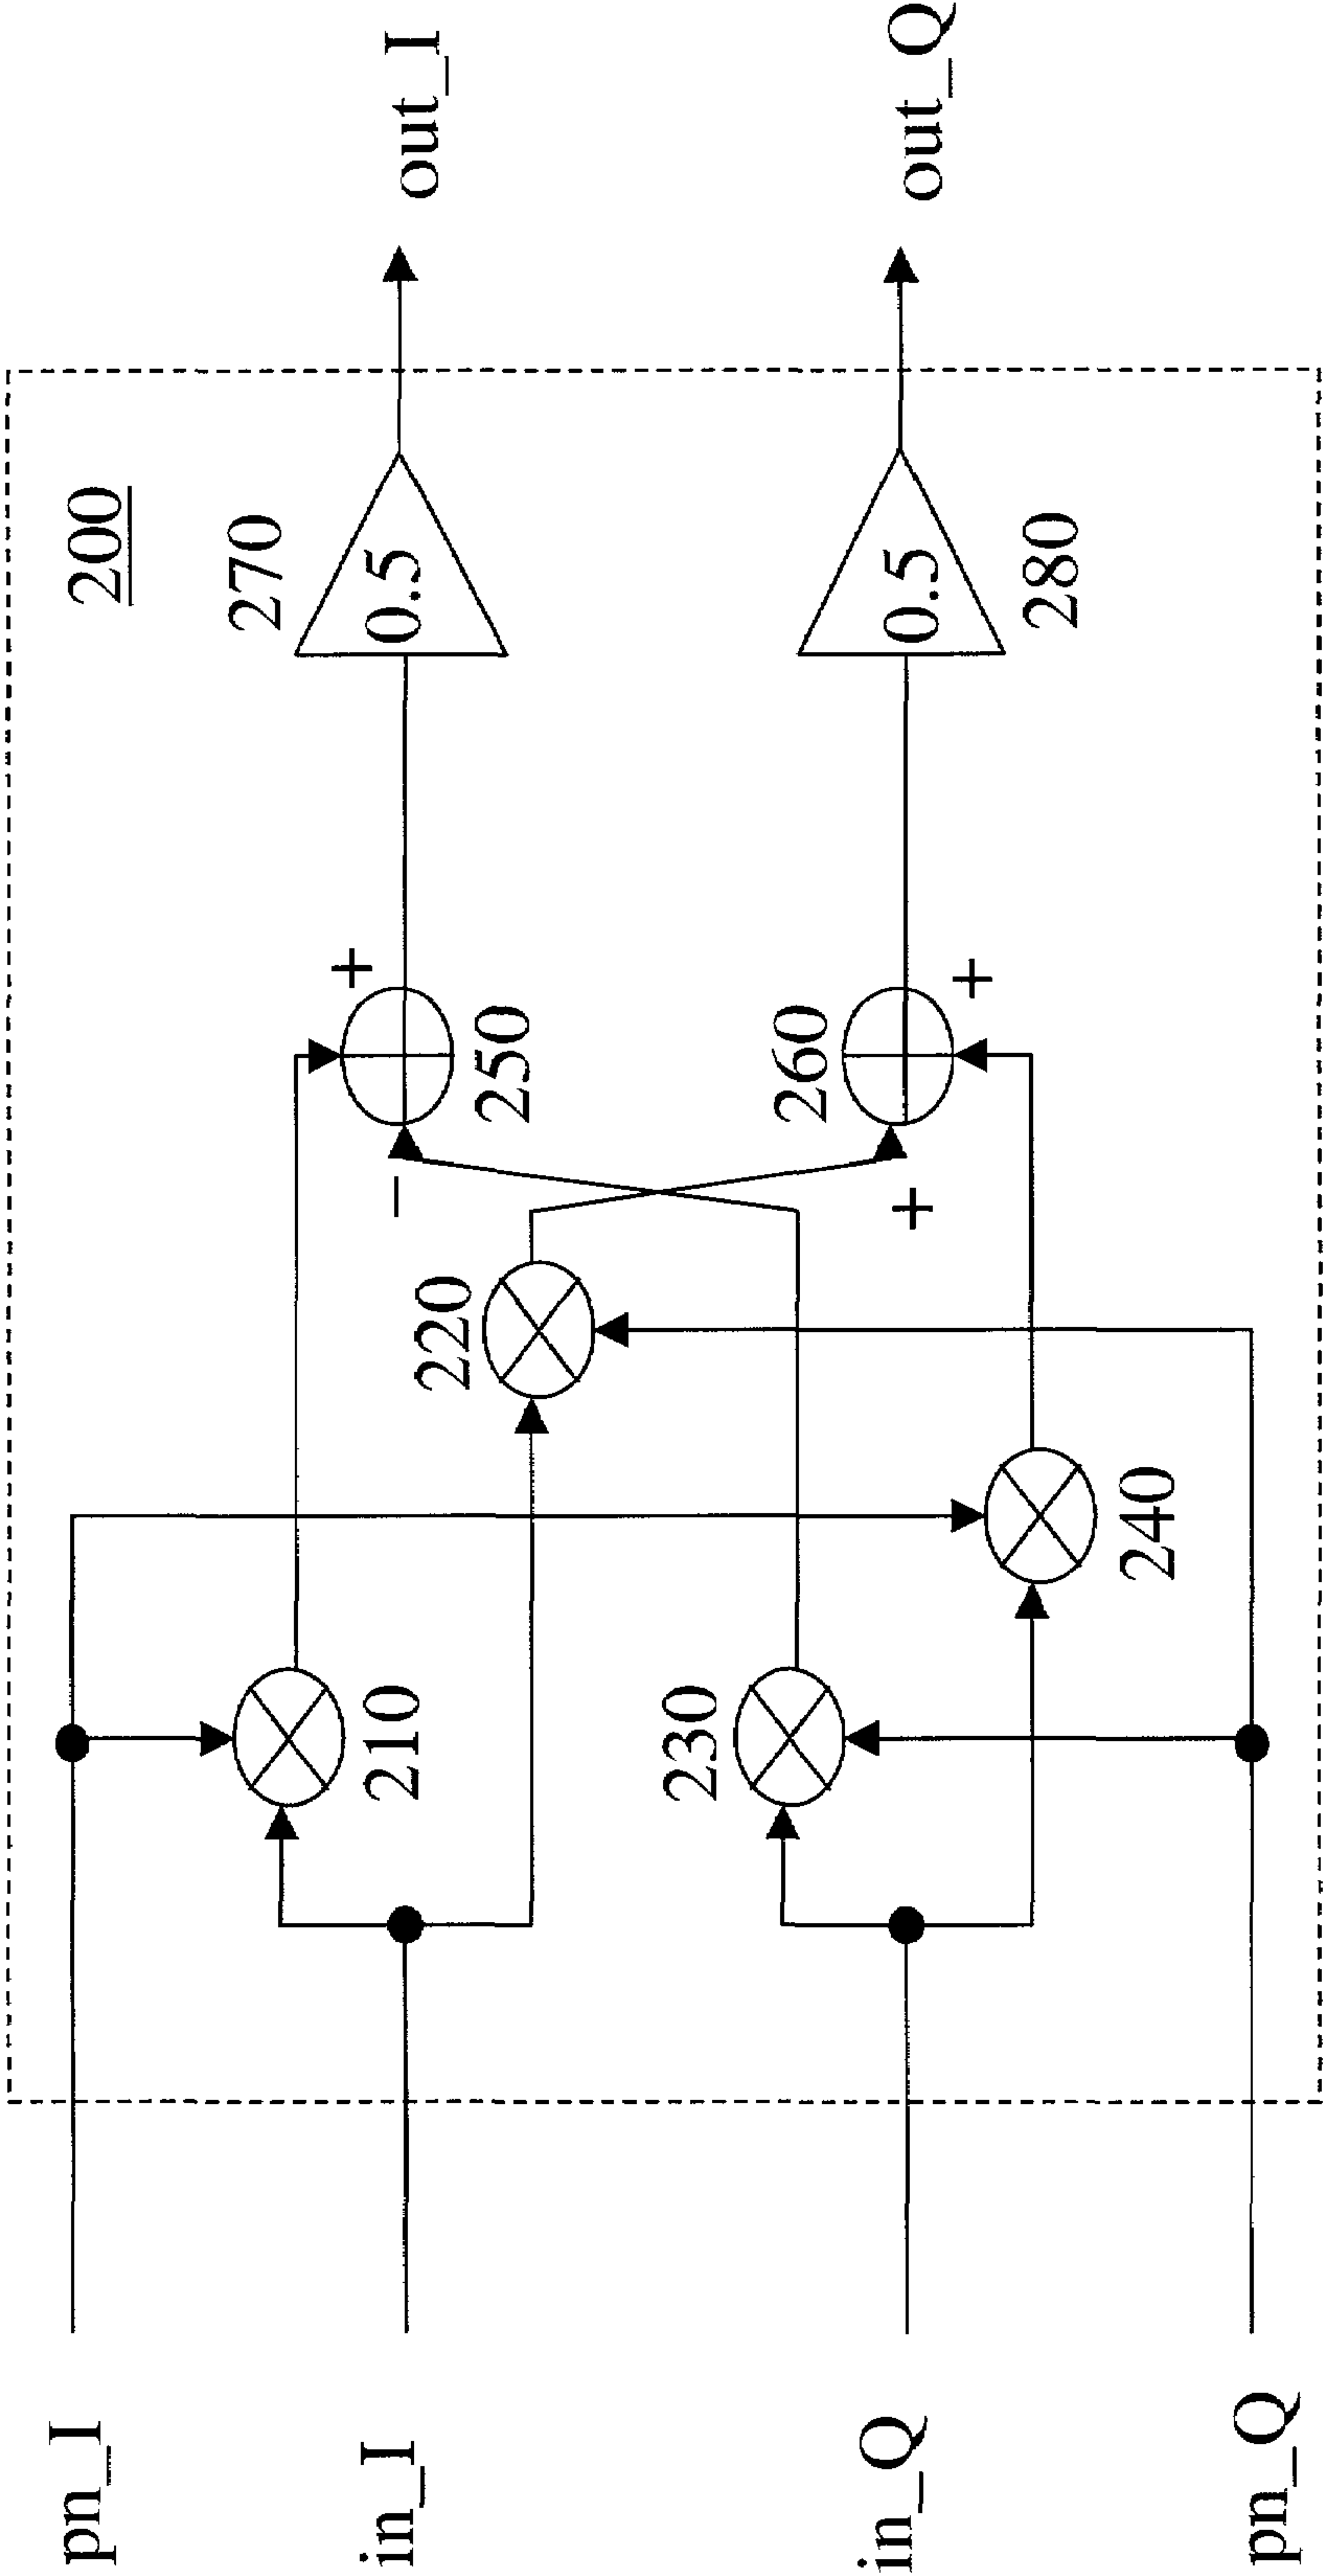 200
pn_I
in_I
in_Q
pn_Q
210
220
230
240
250
260
+
−
+
+
270
0.5
280
0.5
out_I
out_Q